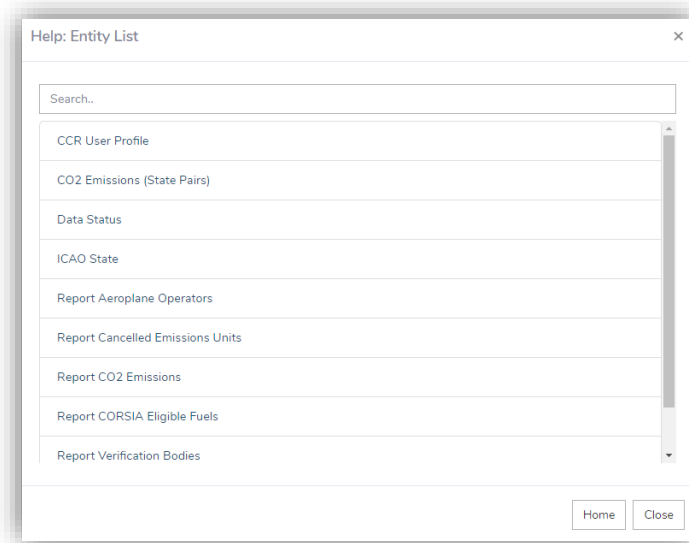 Help: Entity List ×
Search..
CCR User Profile
CO2 Emissions (State Pairs)
Data Status
ICAO State
Report Aeroplane Operators
Report Cancelled Emissions Units
Report CO2 Emissions
Report CORSIA Eligible Fuels
Report Verification Bodies
Home Close